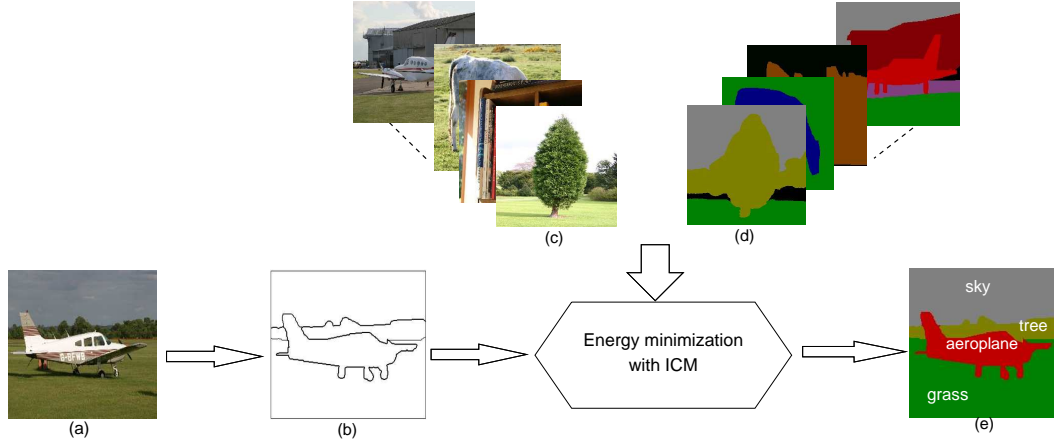 (c)
(d)
Energy minimization
with ICM
sky
tree
aeroplane
grass
(a)
(b)
(e)